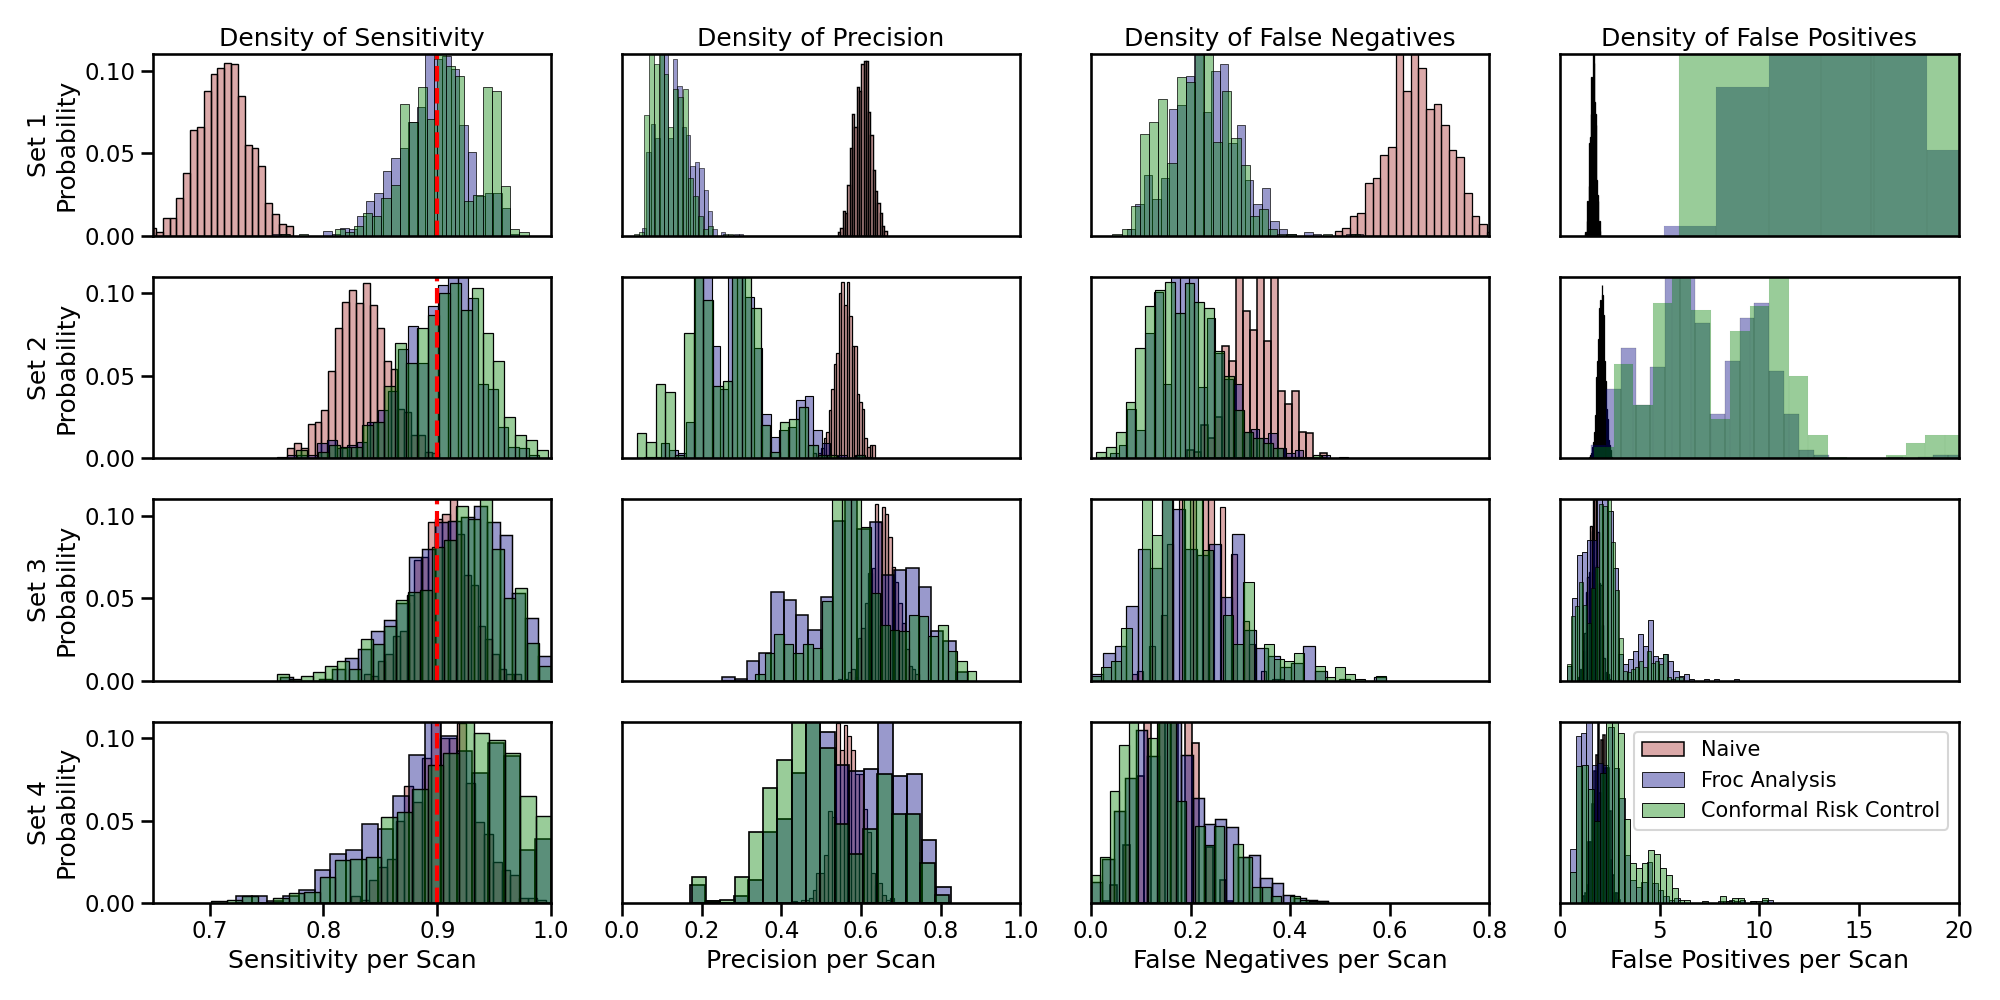 Density of Sensitivity
Density of Precision
Density of False Negatives
Density of False Positives
Set 1
Probability
0.10
0.05
0.00
Set 2
Probability
0.10
0.05
0.00
Set 3
Probability
0.10
0.05
0.00
Set 4
Probability
0.10
0.05
0.00
Naive
Froc Analysis
Conformal Risk Control
0.7 0.8 0.9 1.0
0.0 0.2 0.4 0.6 0.8 1.0
0.0 0.2 0.4 0.6 0.8
0 5 10 15 20
Sensitivity per Scan
Precision per Scan
False Negatives per Scan
False Positives per Scan